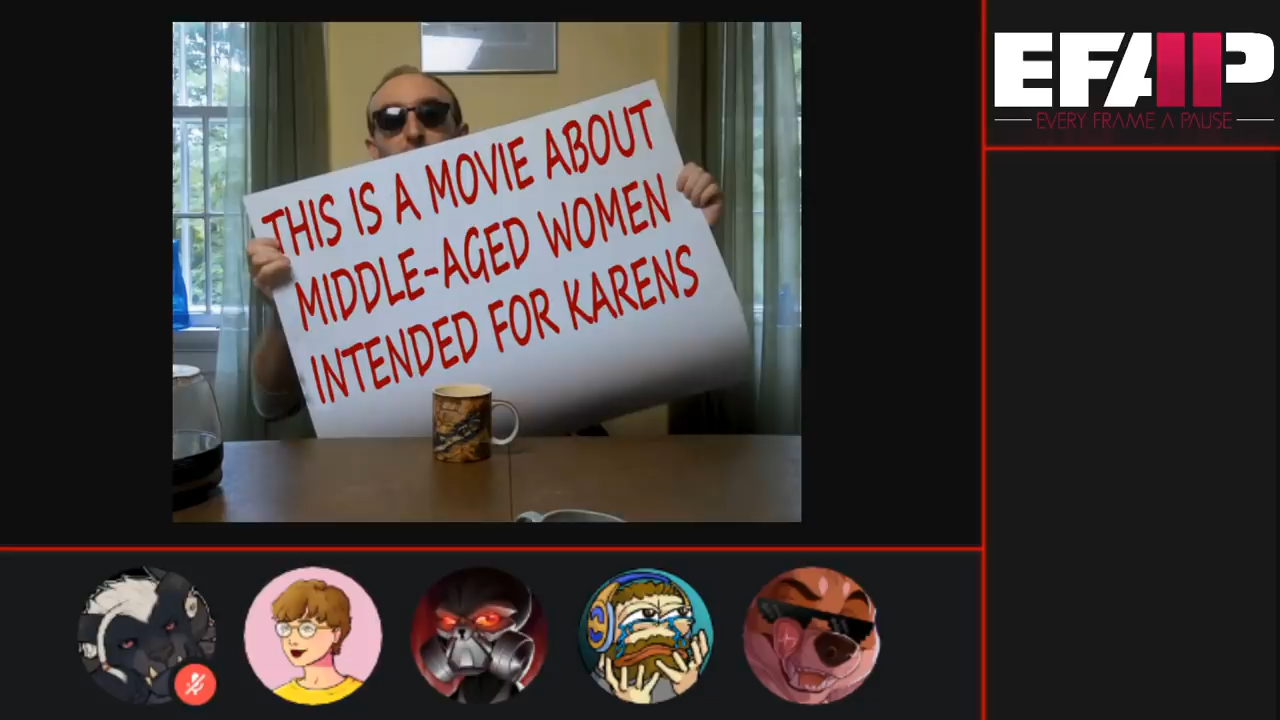 THIS IS A MOVIE ABOUT
MIDDLE-AGED WOMEN
INTENDED FOR KARENS
EFAP
EVERY FRAME A PAUSE